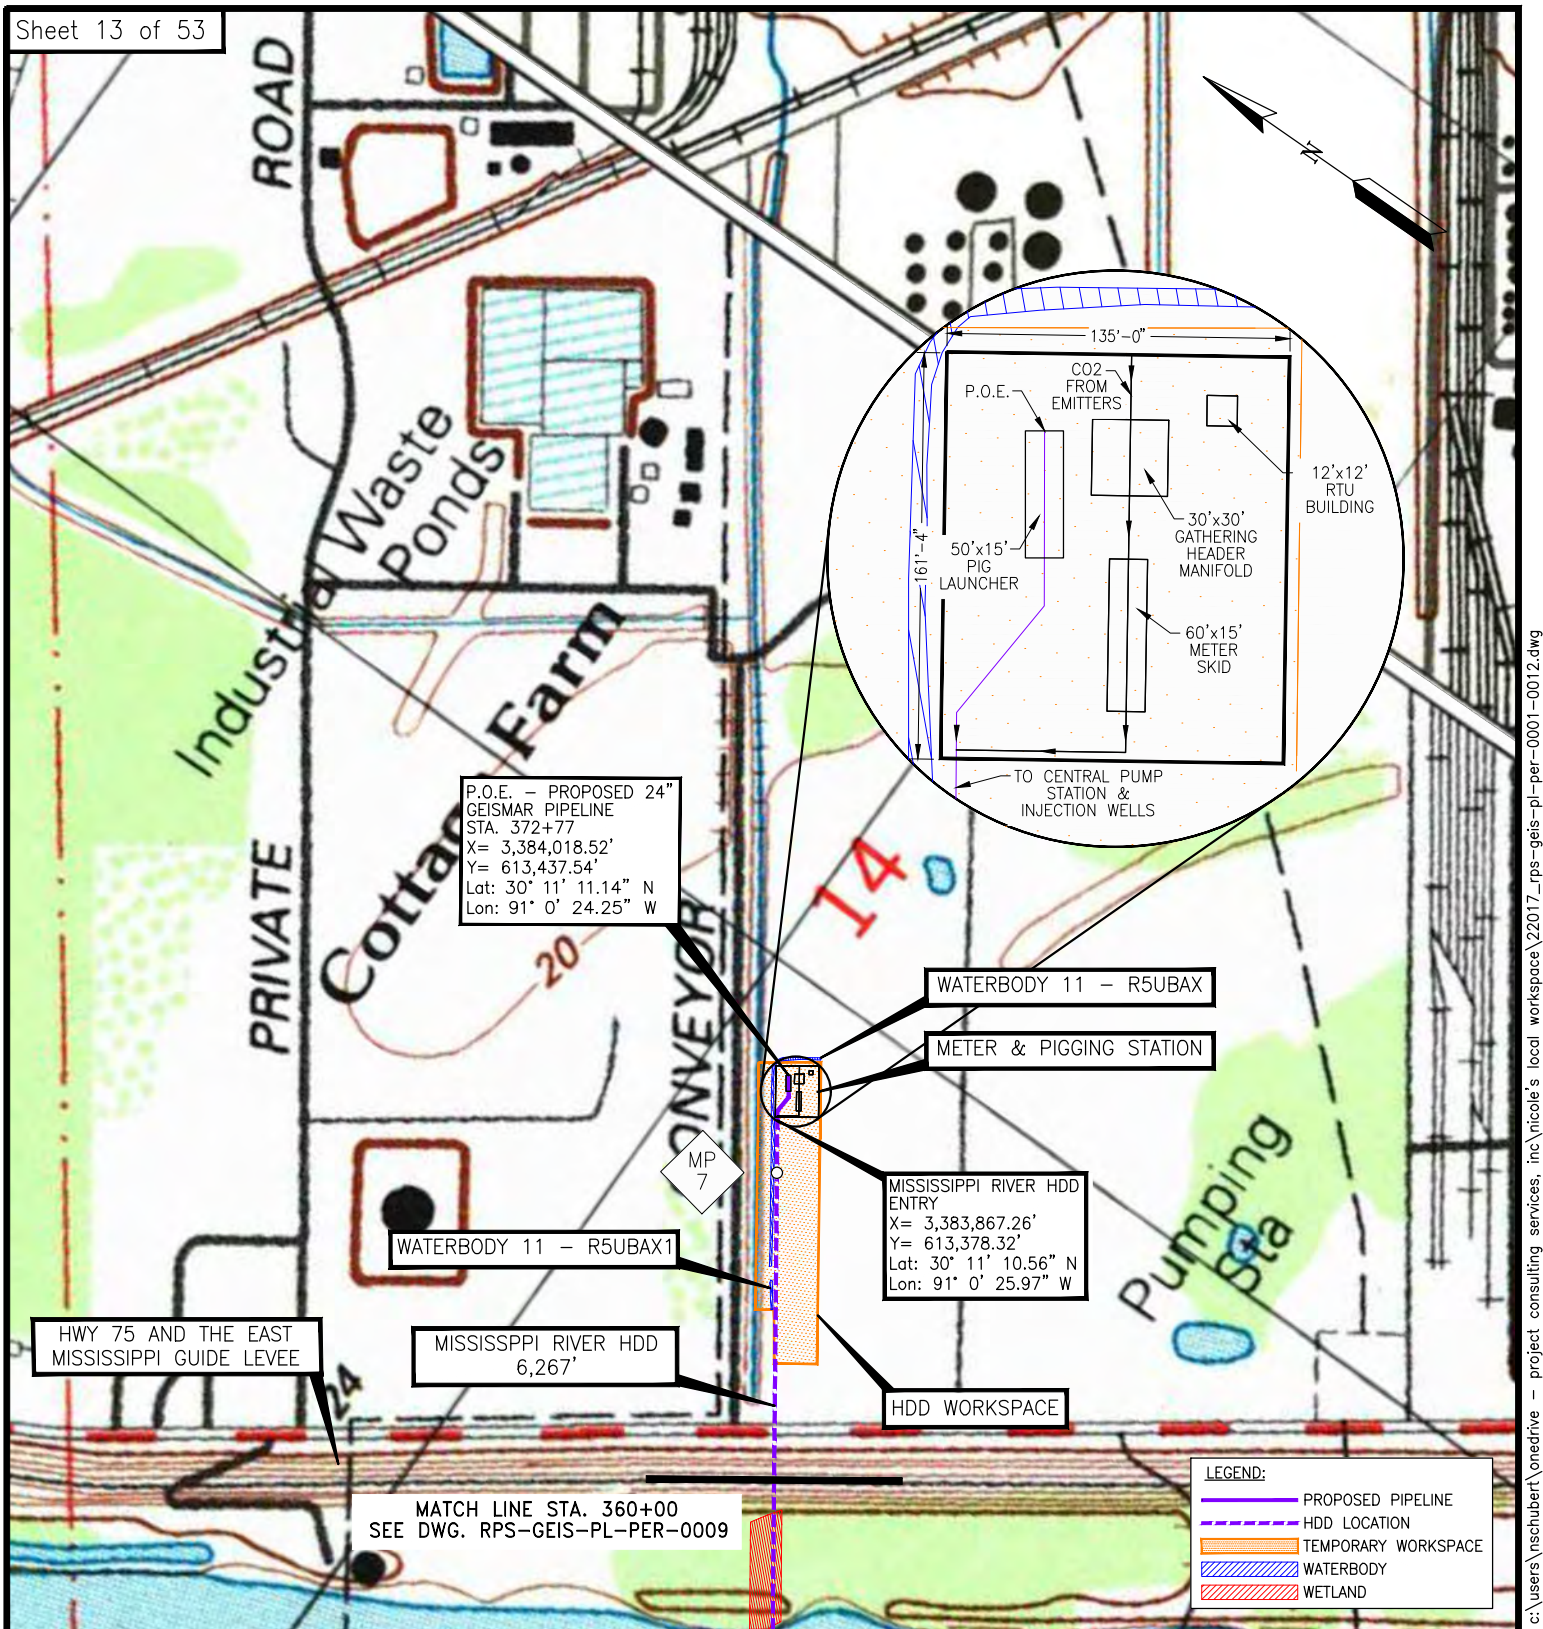 Sheet 13 of 53
ROAD
N
135'-0"
CO2
FROM
EMITTERS
P.O.E.
12'x12'
RTU
BUILDING
30'x30'
GATHERING
HEADER
MANIFOLD
161'-4"
50'x15'
PIG
LAUNCHER
60'x15'
METER
SKID
TO CENTRAL PUMP
STATION &
INJECTION WELLS
Industrial Waste
Ponds
Cottage Farm
P.O.E. - PROPOSED 24"
GEISMAR PIPELINE
STA. 372+77
X= 3,384,018.52'
Y= 613,437.54'
Lat: 30° 11' 11.14" N
Lon: 91° 0' 24.25" W
14
PRIVATE
20
CONVEYOR
WATERBODY 11 - R5UBAX
METER & PIGGING STATION
MP
7
MISSISSIPPI RIVER HDD
ENTRY
X= 3,383,867.26'
Y= 613,378.32'
Lat: 30° 11' 10.56" N
Lon: 91° 0' 25.97" W
Pumping
Sta
WATERBODY 11 - R5UBAX1
HWY 75 AND THE EAST
MISSISSIPPI GUIDE LEVEE
MISSISSPPI RIVER HDD
6,267'
24
HDD WORKSPACE
MATCH LINE STA. 360+00
SEE DWG. RPS-GEIS-PL-PER-0009
LEGEND:
PROPOSED PIPELINE
HDD LOCATION
TEMPORARY WORKSPACE
WATERBODY
WETLAND
c:\users\nschubert\onedrive - project consulting services, inc\nicole's local workspace\22017_rps-geis-pl-per-0001-0012.dwg